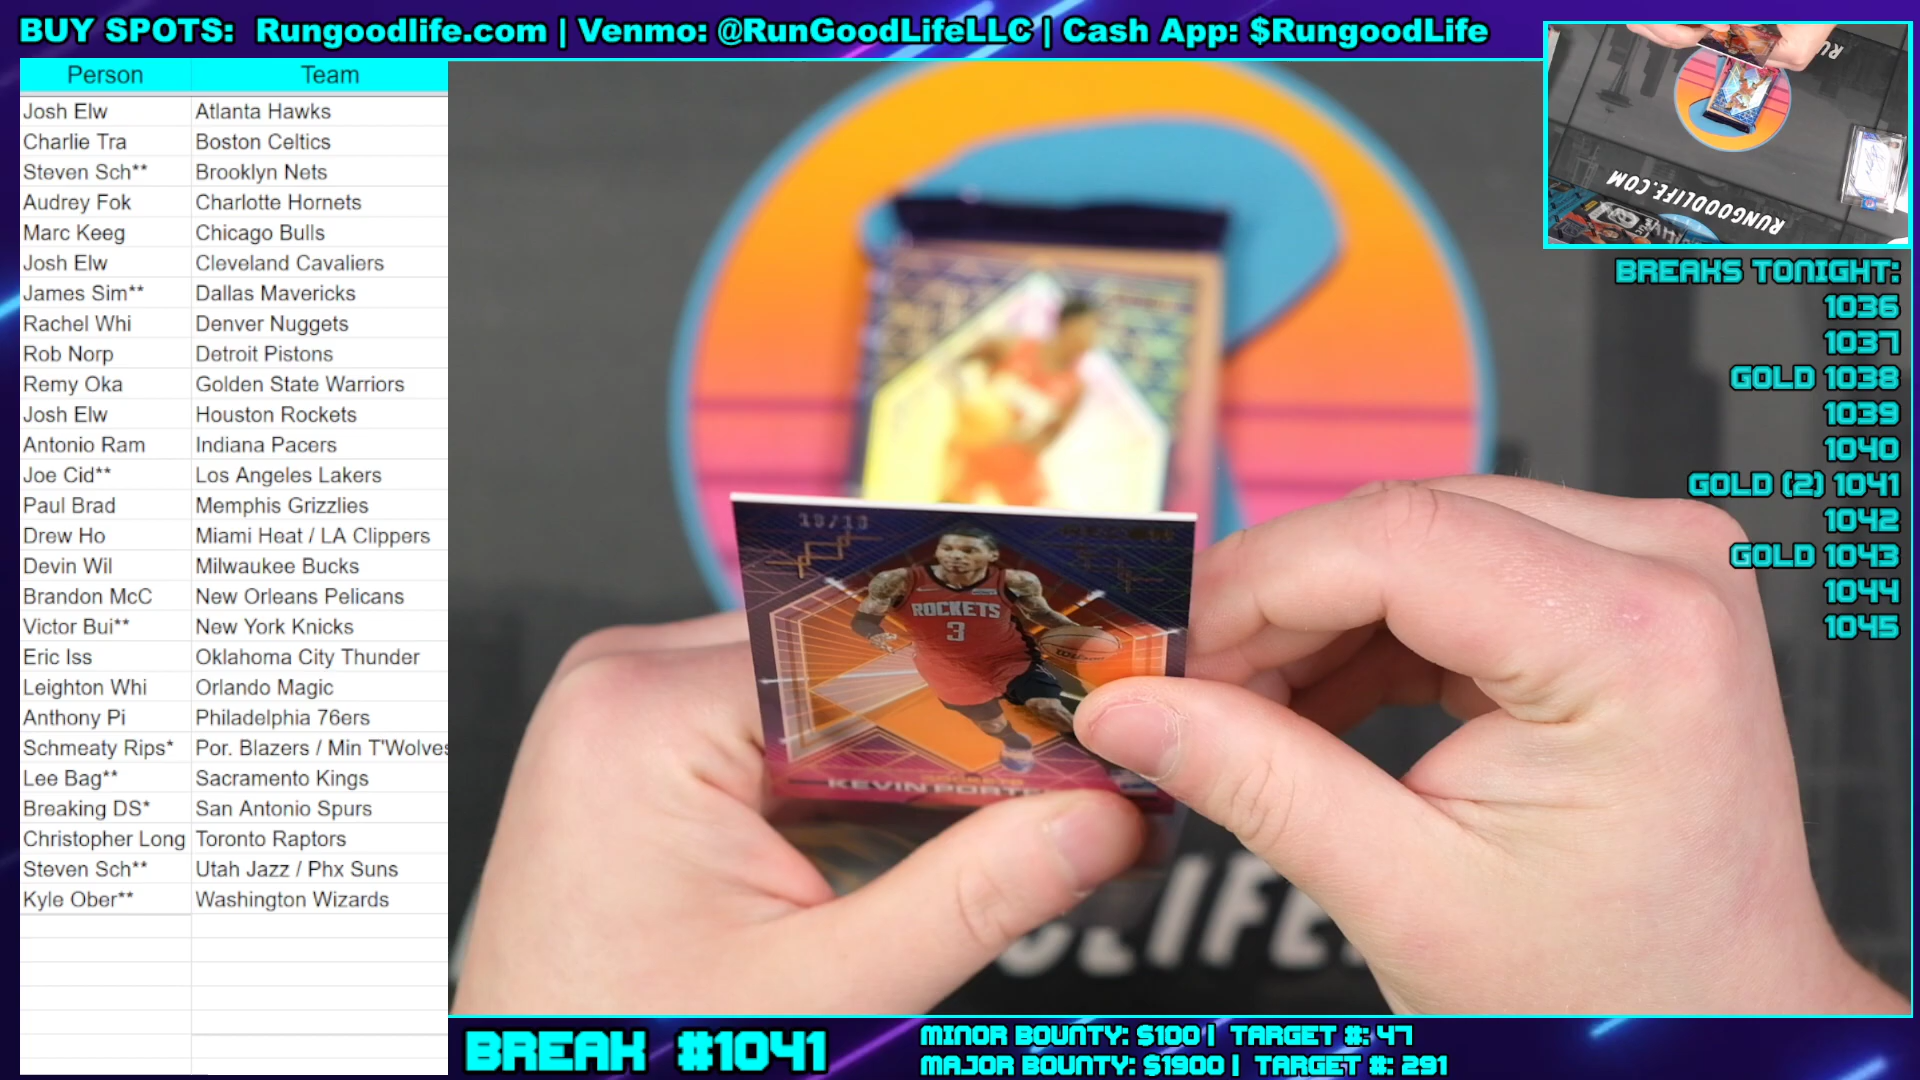 BUY SPOTS: Rungoodlife.com | Venmo: @RunGoodLifeLLC | Cash App: $RungoodLife
Person Team
Josh Elw Atlanta Hawks
Charlie Tra Boston Celtics
Steven Sch** Brooklyn Nets
Audrey Fok Charlotte Hornets
Marc Keeg Chicago Bulls
Josh Elw Cleveland Cavaliers
James Sim** Dallas Mavericks
Rachel Whi Denver Nuggets
Rob Norp Detroit Pistons
Remy Oka Golden State Warriors
Josh Elw Houston Rockets
Antonio Ram Indiana Pacers
Joe Cid** Los Angeles Lakers
Paul Brad Memphis Grizzlies
Drew Ho Miami Heat / LA Clippers
Devin Wil Milwaukee Bucks
Brandon McC New Orleans Pelicans
Victor Bui** New York Knicks
Eric Iss Oklahoma City Thunder
Leighton Whi Orlando Magic
Anthony Pi Philadelphia 76ers
Schmeaty Rips* Por. Blazers / Min T'Wolves
Lee Bag** Sacramento Kings
Breaking DS* San Antonio Spurs
Christopher Long Toronto Raptors
Steven Sch** Utah Jazz / Phx Suns
Kyle Ober** Washington Wizards
ROCKETS
3
Wilson
KEVIN PORTE
RUNGOODLIFE.COM
RUNGOODLIFE.COM
BREAKS TONIGHT:
1036
1037
GOLD 1038
1039
1040
GOLD (2) 1041
1042
GOLD 1043
1044
1045
BREAK #1041
MINOR BOUNTY: $100 | TARGET #: 47
MAJOR BOUNTY: $1900 | TARGET #: 291